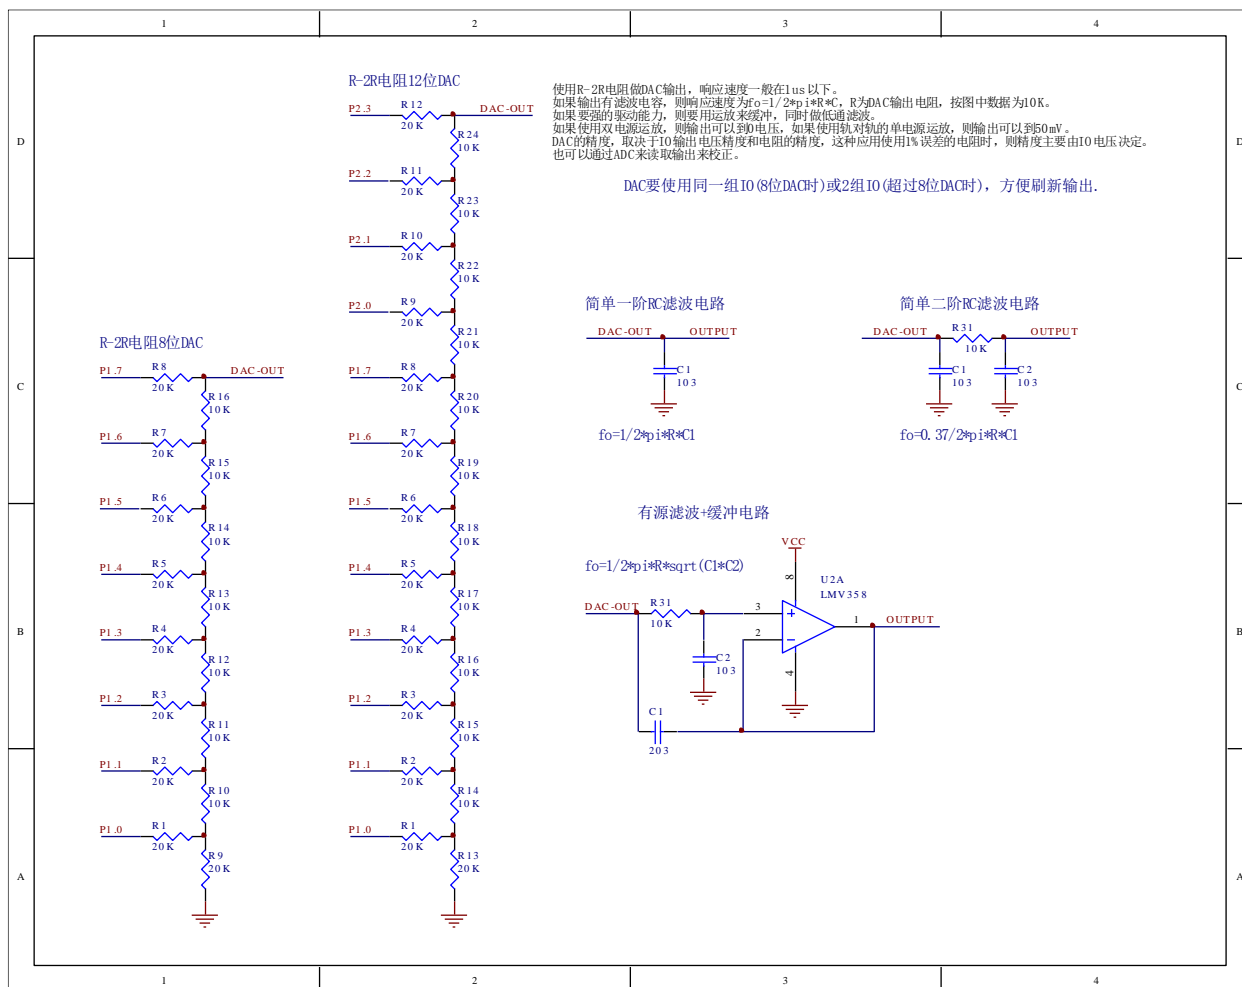 1
2
3
4
D
C
B
A
D
C
B
A
1
2
3
4
R-2R电阻12位DAC
P2.3
R12
20K
DAC-OUT
R24
10K
P2.2
R11
20K
R23
10K
P2.1
R10
20K
R22
10K
P2.0
R9
20K
R21
10K
P1.7
R8
20K
R20
10K
P1.6
R7
20K
R19
10K
P1.5
R6
20K
R18
10K
P1.4
R5
20K
R17
10K
P1.3
R4
20K
R16
10K
P1.2
R3
20K
R15
10K
P1.1
R2
20K
R14
10K
P1.0
R1
20K
R13
20K
R-2R电阻8位DAC
P1.7
R8
20K
DAC-OUT
R16
10K
P1.6
R7
20K
R15
10K
P1.5
R6
20K
R14
10K
P1.4
R5
20K
R13
10K
P1.3
R4
20K
R12
10K
P1.2
R3
20K
R11
10K
P1.1
R2
20K
R10
10K
P1.0
R1
20K
R9
20K
使用R-2R电阻做DAC输出，响应速度一般在1us以下。
如果输出有滤波电容，则响应速度为fo=1/2*pi*R*C，R为DAC输出电阻，按图中数据为10K。
如果要强的驱动能力，则要用运放来缓冲，同时做低通滤波。
如果使用双电源运放，则输出可以到0电压，如果使用轨对轨的单电源运放，则输出可以到50mV。
DAC的精度，取决于IO输出电压精度和电阻的精度，这种应用使用1%误差的电阻时，则精度主要由IO电压决定。
也可以通过ADC来读取输出来校正。
DAC要使用同一组IO(8位DAC时)或2组IO(超过8位DAC时)，方便刷新输出.
简单一阶RC滤波电路
DAC-OUT
OUTPUT
C1
103
fo=1/2*pi*R*C1
简单二阶RC滤波电路
DAC-OUT
R31
10K
OUTPUT
C1
103
C2
103
fo=0.37/2*pi*R*C1
有源滤波+缓冲电路
fo=1/2*pi*R*sqrt(C1*C2)
VCC
8
U2A
LMV358
DAC-OUT
R31
10K
3
2
1
OUTPUT
C2
103
4
C1
203